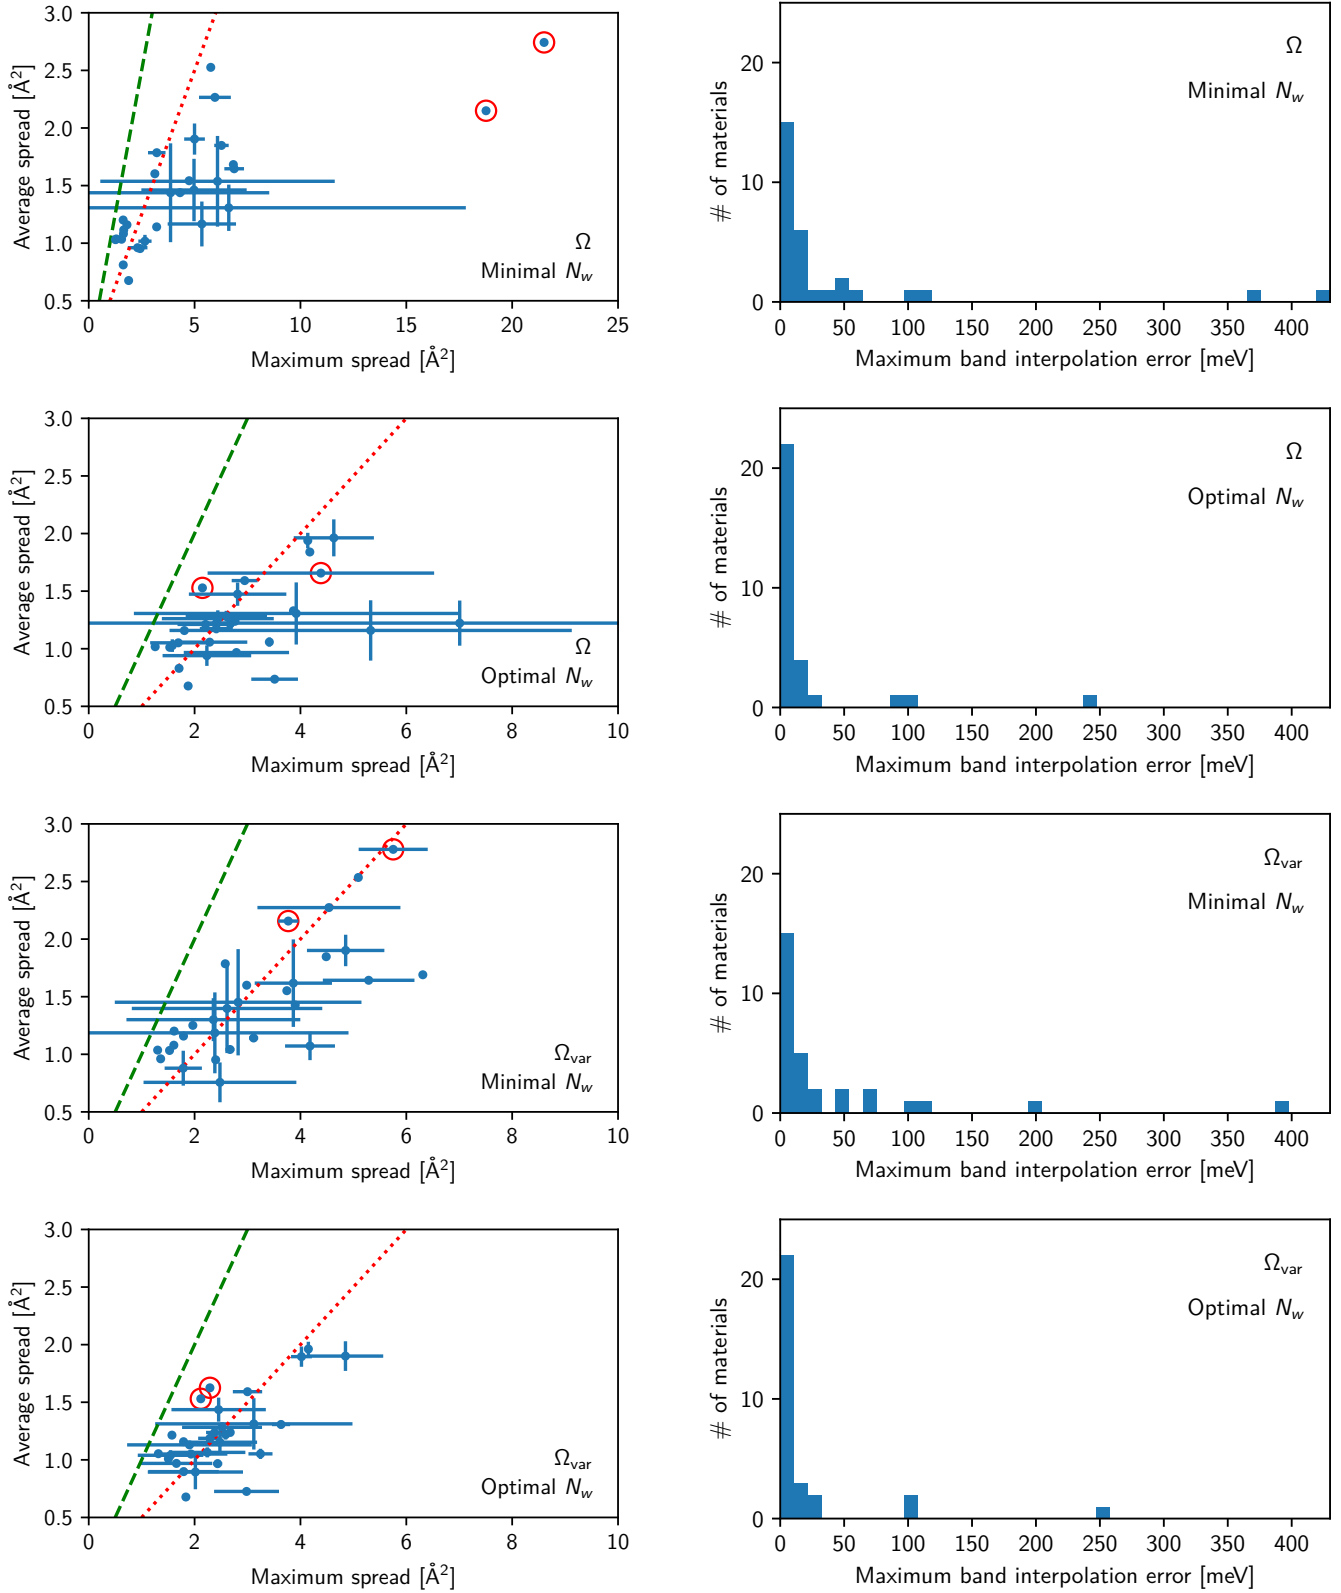 3.0
2.5
2.0
1.5
1.0
0.5
Average spread [Å²]
0 5 10 15 20 25
Maximum spread [Å²]
Ω
Minimal N_w
20
10
0
# of materials
0 50 100 150 200 250 300 350 400
Maximum band interpolation error [meV]
Ω
Minimal N_w
3.0
2.5
2.0
1.5
1.0
0.5
Average spread [Å²]
0 2 4 6 8 10
Maximum spread [Å²]
Ω
Optimal N_w
20
10
0
# of materials
0 50 100 150 200 250 300 350 400
Maximum band interpolation error [meV]
Ω
Optimal N_w
3.0
2.5
2.0
1.5
1.0
0.5
Average spread [Å²]
0 2 4 6 8 10
Maximum spread [Å²]
Ω_var
Minimal N_w
20
10
0
# of materials
0 50 100 150 200 250 300 350 400
Maximum band interpolation error [meV]
Ω_var
Minimal N_w
3.0
2.5
2.0
1.5
1.0
0.5
Average spread [Å²]
0 2 4 6 8 10
Maximum spread [Å²]
Ω_var
Optimal N_w
20
10
0
# of materials
0 50 100 150 200 250 300 350 400
Maximum band interpolation error [meV]
Ω_var
Optimal N_w